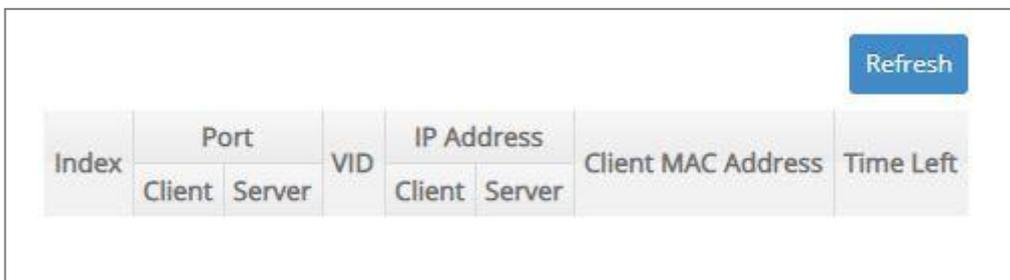 Refresh
Index Port VID IP Address Client MAC Address Time Left
Client Server Client Server